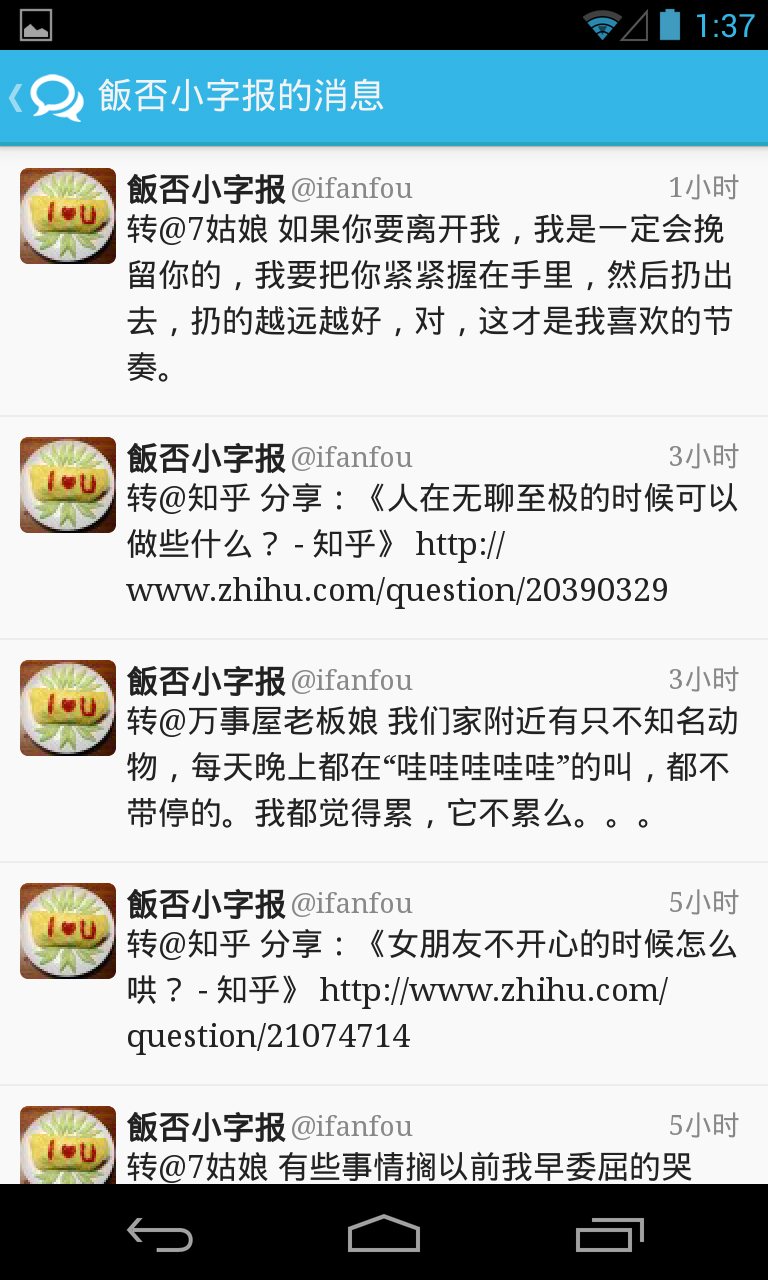 1:37
飯否小字报的消息
I ♥ U
飯否小字报 @ifanfou 1小时
转@7姑娘 如果你要离开我，我是一定会挽
留你的，我要把你紧紧握在手里，然后扔出
去，扔的越远越好，对，这才是我喜欢的节
奏。
I ♥ U
飯否小字报 @ifanfou 3小时
转@知乎 分享：《人在无聊至极的时候可以
做些什么？ - 知乎》 http://
www.zhihu.com/question/20390329
I ♥ U
飯否小字报 @ifanfou 3小时
转@万事屋老板娘 我们家附近有只不知名动
物，每天晚上都在“哇哇哇哇哇”的叫，都不
带停的。我都觉得累，它不累么。。。
I ♥ U
飯否小字报 @ifanfou 5小时
转@知乎 分享：《女朋友不开心的时候怎么
哄？ - 知乎》 http://www.zhihu.com/
question/21074714
I ♥ U
飯否小字报 @ifanfou 5小时
转@7姑娘 有些事情搁以前我早委屈的哭